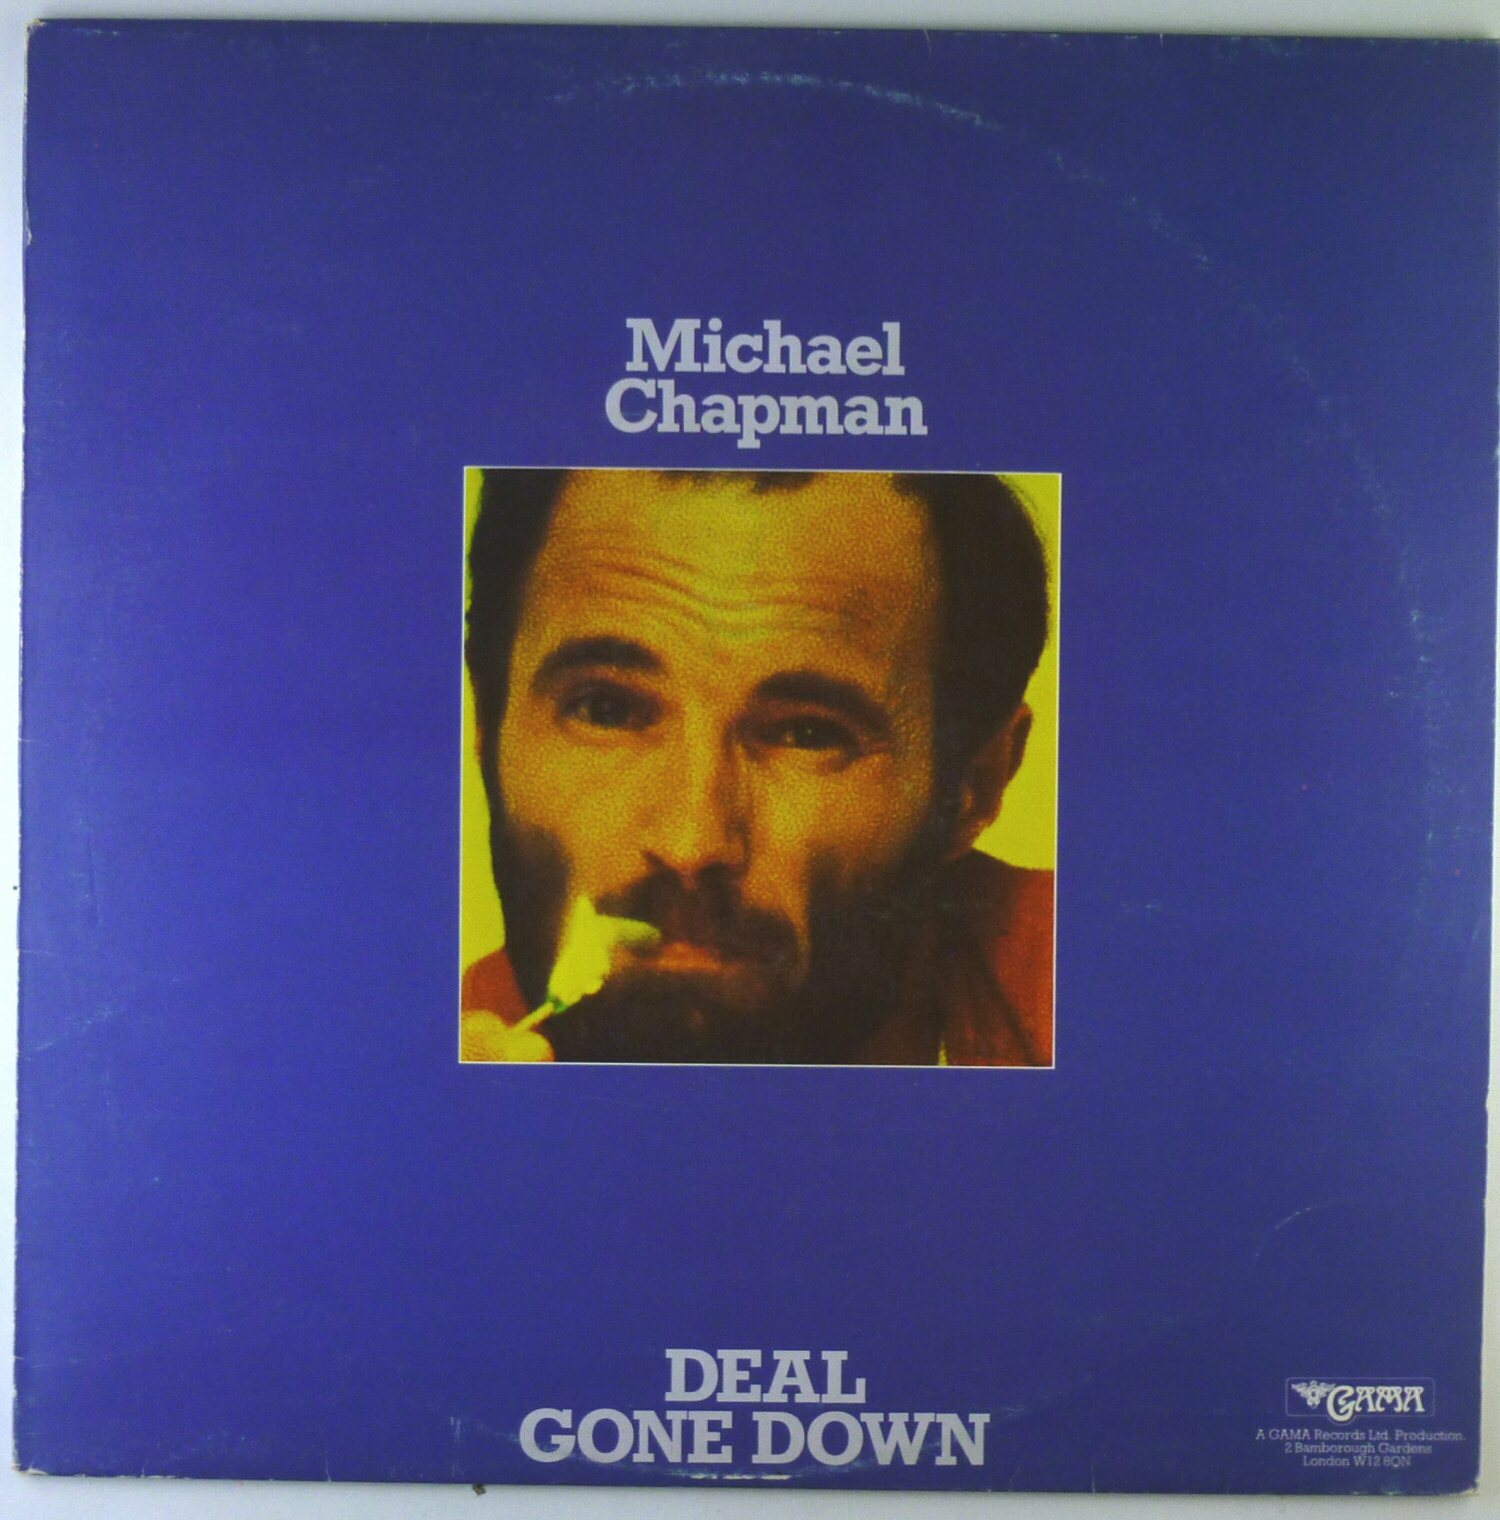 Michael
Chapman
DEAL
GONE DOWN
GAMA
A GAMA Records Ltd. Production.
2 Bamborough Gardens
London W12 8QN